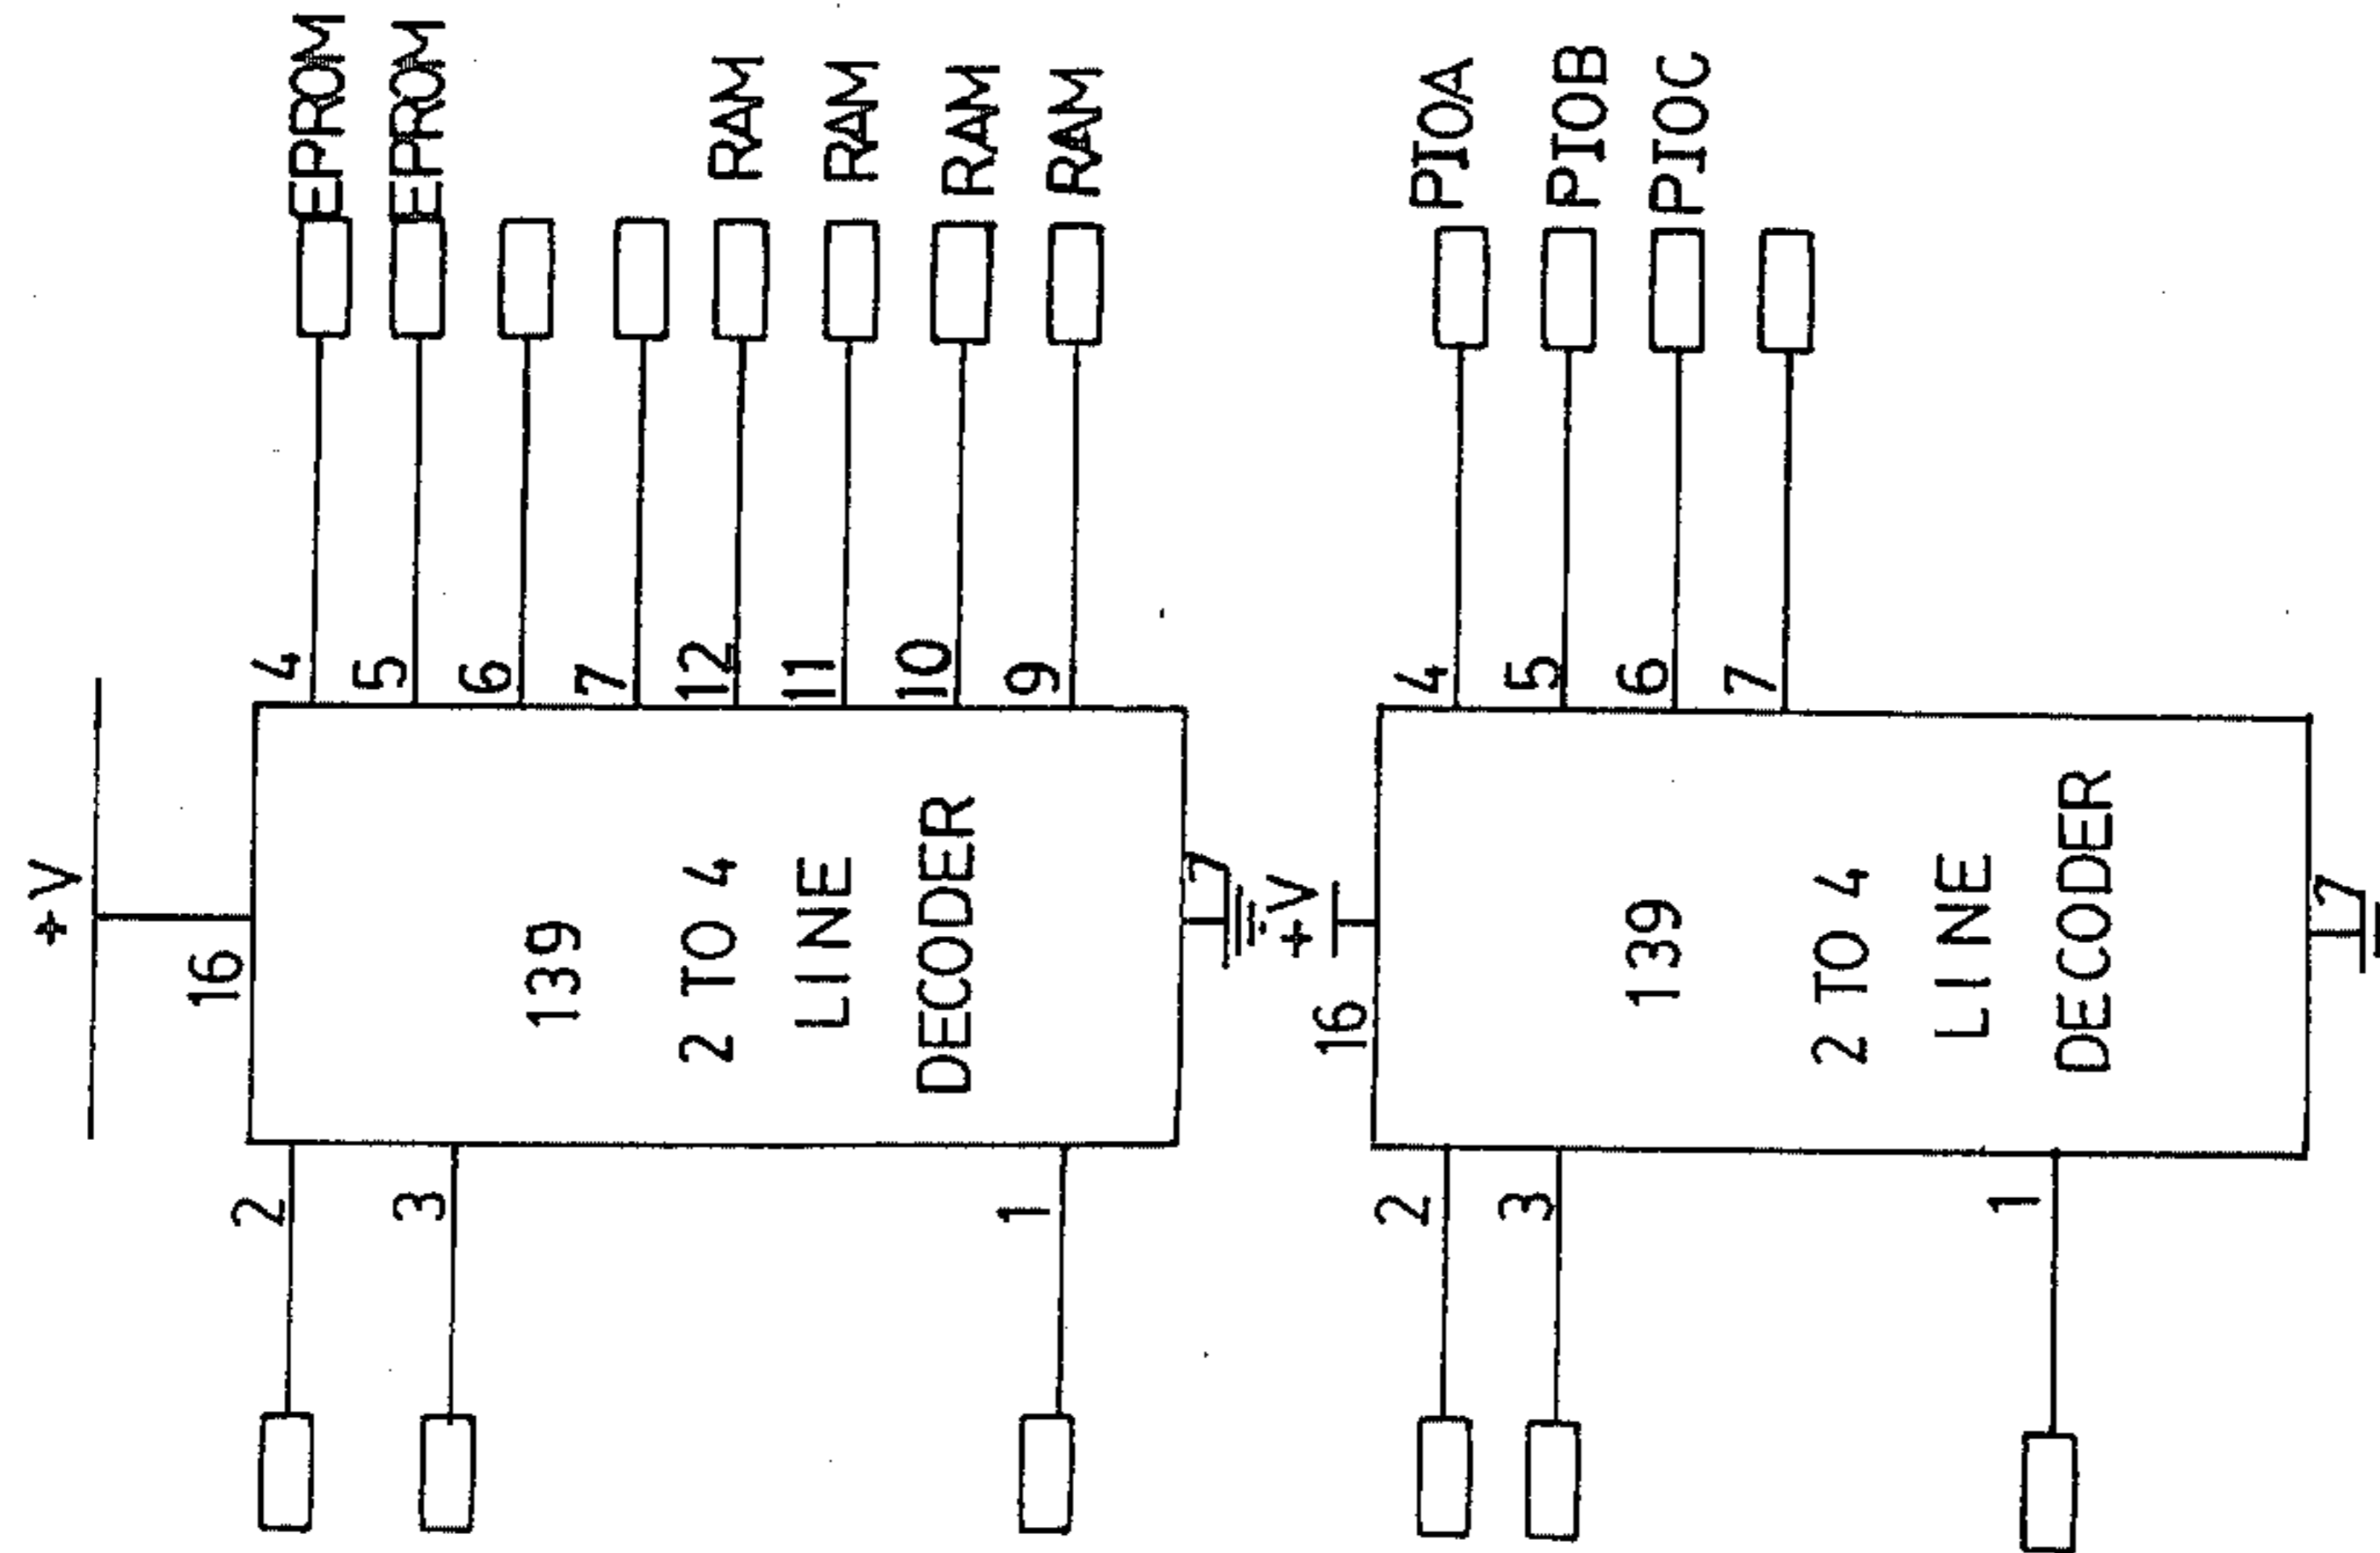 +V
16
4 EPROM
5 EPROM
6
7
12 RAM
11 RAM
10 RAM
9 RAM
139
2 TO 4
LINE
DECODER
2
3
1
7
+V
16
4 PIOA
5 PIOB
6 PIOC
7
139
2 TO 4
LINE
DECODER
2
3
1
7